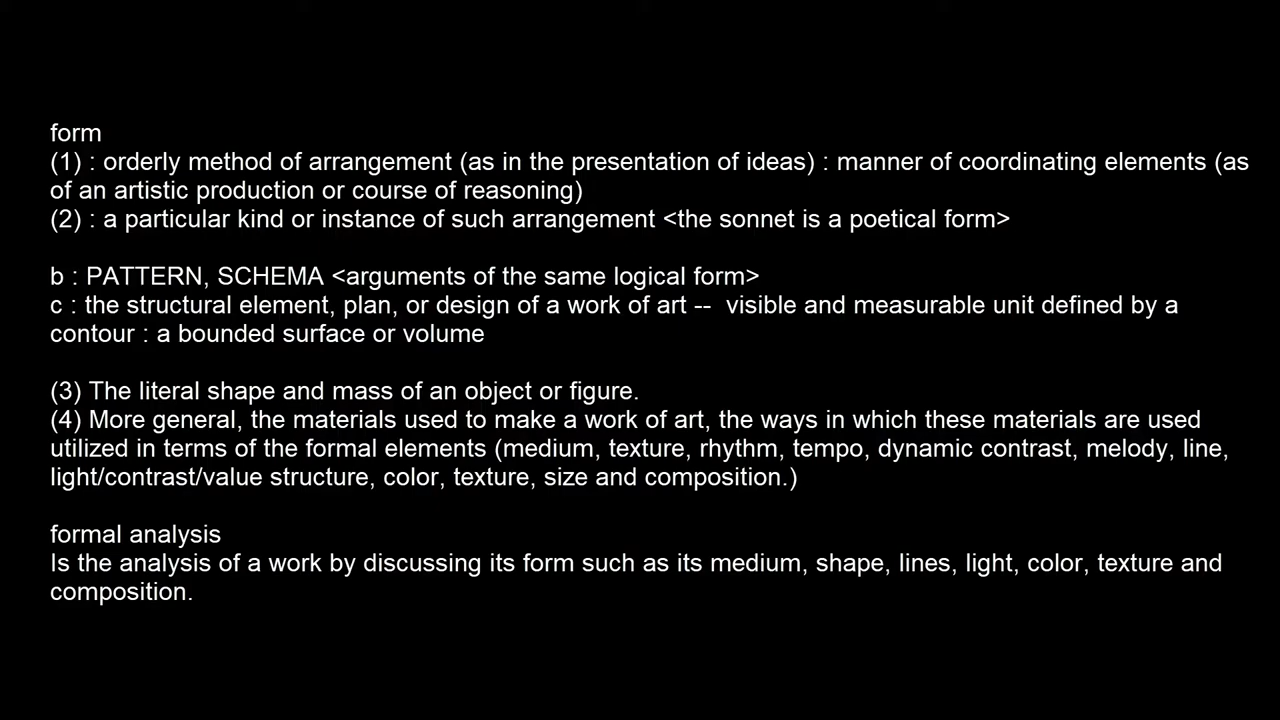 form
(1) : orderly method of arrangement (as in the presentation of ideas) : manner of coordinating elements (as
of an artistic production or course of reasoning)
(2) : a particular kind or instance of such arrangement <the sonnet is a poetical form>
b : PATTERN, SCHEMA <arguments of the same logical form>
c : the structural element, plan, or design of a work of art --  visible and measurable unit defined by a
contour : a bounded surface or volume
(3) The literal shape and mass of an object or figure.
(4) More general, the materials used to make a work of art, the ways in which these materials are used
utilized in terms of the formal elements (medium, texture, rhythm, tempo, dynamic contrast, melody, line,
light/contrast/value structure, color, texture, size and composition.)
formal analysis
Is the analysis of a work by discussing its form such as its medium, shape, lines, light, color, texture and
composition.